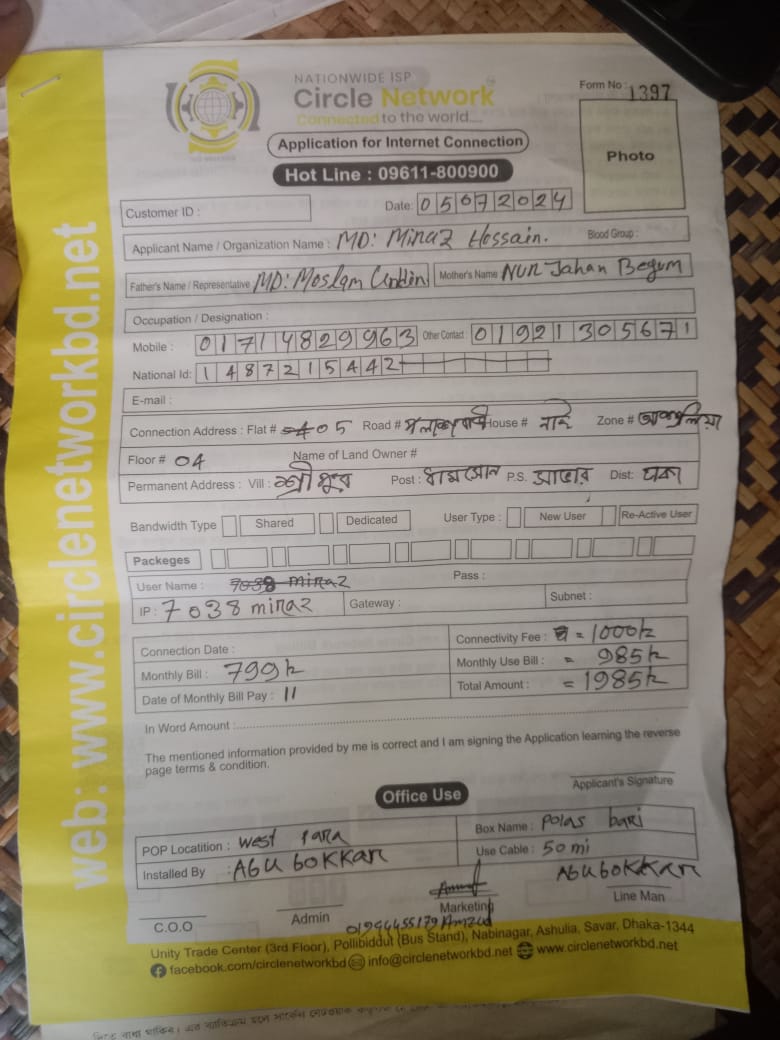 NATIONWIDE ISP
Circle Network
Connected to the world....
Form No : 1397
Application for Internet Connection
Photo
Hot Line : 09611-800900
Customer ID :
Date: 05072024
Applicant Name / Organization Name : MD: Miraz Hossain. Blood Group :
Father's Name / Representative MD: Moslam Uddin Mother's Name Nur Jahan Begum
Occupation / Designation :
Mobile : 01714829963 Other Contact 01921305671
National Id: 1487215442
E-mail :
Connection Address : Flat # 05 Road # House # নাই Zone # আশুলিয়া
Floor # 04 Name of Land Owner #
Permanent Address : Vill : শ্রীপুর Post : ধামসোন P.S. সাভার Dist: ঢাকা
Bandwidth Type Shared Dedicated User Type : New User Re-Active User
Packeges
User Name : 7038 miraz Pass :
IP : 7038 miraz Gateway : Subnet :
Connection Date : Connectivity Fee : = 1000
Monthly Bill : 799 Monthly Use Bill : = 985
Date of Monthly Bill Pay : 11 Total Amount : = 1985
In Word Amount :
The mentioned information provided by me is correct and I am signing the Application learning the reverse
page terms & condition.
Applicant's Signature
Office Use
POP Locatition : west para Box Name : Polas bari
Installed By : Abu bokkar Use Cable : 50 mi
Abu bokkar
C.O.O Admin Marketing Line Man
01994455179 Amzad
Unity Trade Center (3rd Floor), Pollibiddut (Bus Stand), Nabinagar, Ashulia, Savar, Dhaka-1344
facebook.com/circlenetworkbd info@circlenetworkbd.net www.circlenetworkbd.net
web: www.circlenetworkbd.net